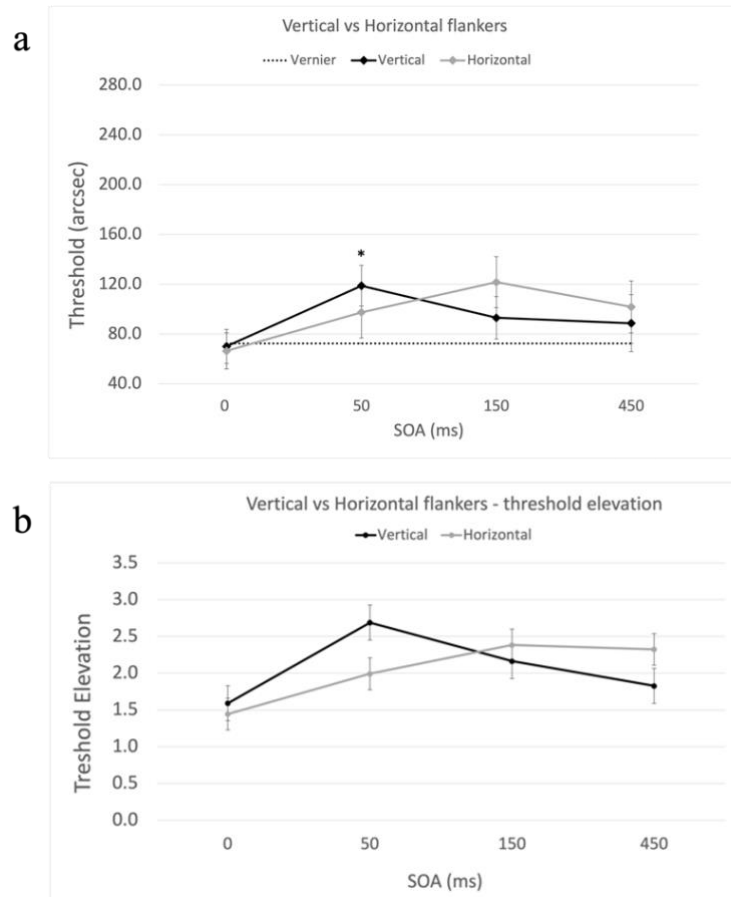 a
Vertical vs Horizontal flankers
Vernier Vertical Horizontal
280.0
240.0
200.0
160.0
120.0
80.0
40.0
Threshold (arcsec)
*
0 50 150 450
SOA (ms)
b
Vertical vs Horizontal flankers - threshold elevation
Vertical Horizontal
3.5
3.0
2.5
2.0
1.5
1.0
0.5
0.0
Treshold Elevation
0 50 150 450
SOA (ms)